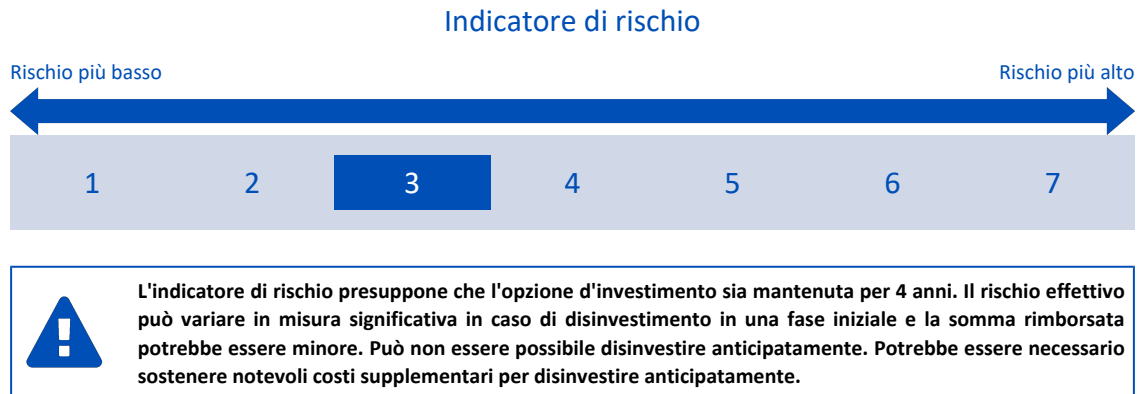 Indicatore di rischio
Rischio più basso
Rischio più alto
1 2 3 4 5 6 7
L'indicatore di rischio presuppone che l'opzione d'investimento sia mantenuta per 4 anni. Il rischio effettivo
può variare in misura significativa in caso di disinvestimento in una fase iniziale e la somma rimborsata
potrebbe essere minore. Può non essere possibile disinvestire anticipatamente. Potrebbe essere necessario
sostenere notevoli costi supplementari per disinvestire anticipatamente.